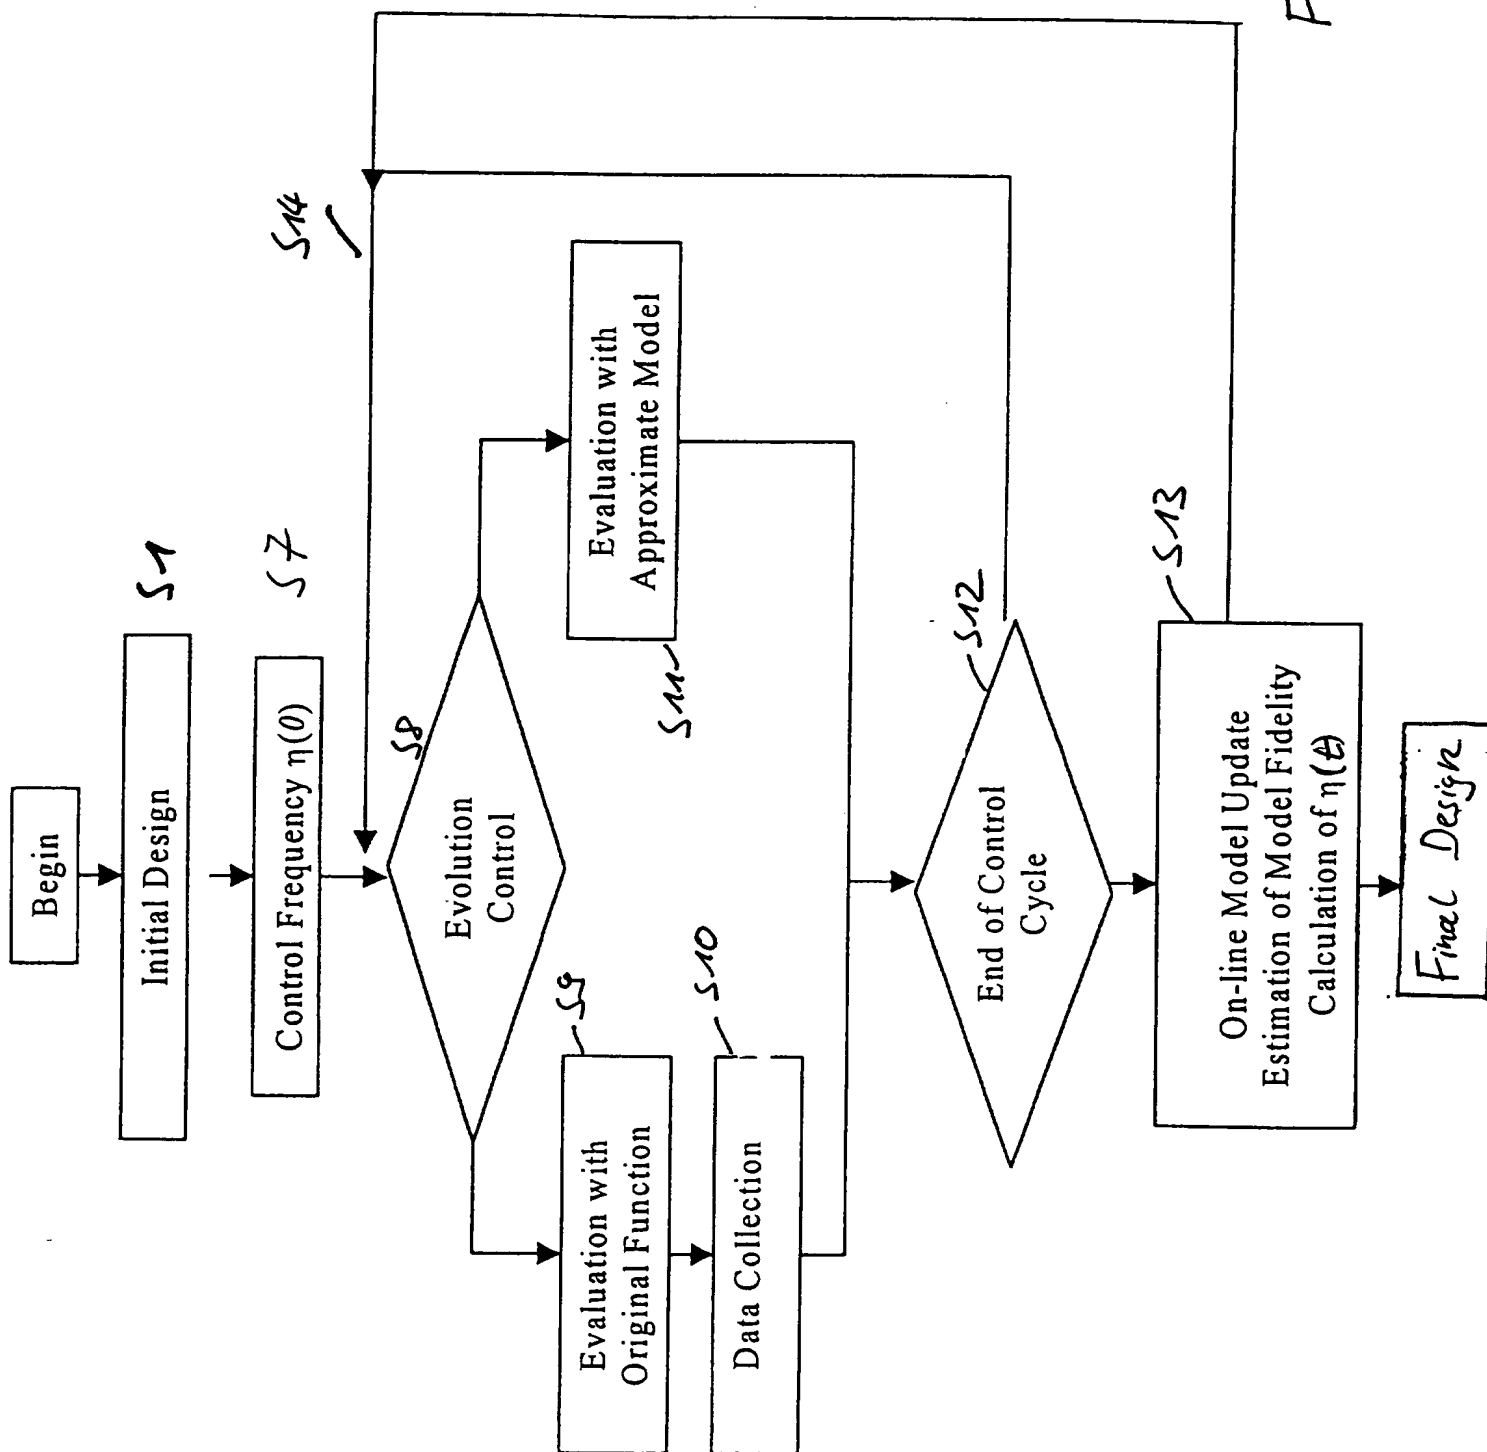 Begin
Initial Design
S1
Control Frequency η(0)
S7
S14
Evolution
Control
S8
Evaluation with
Original Function
S9
Data Collection
S10
Evaluation with
Approximate Model
S11
End of Control
Cycle
S12
On-line Model Update
Estimation of Model Fidelity
Calculation of η(t)
S13
Final Design